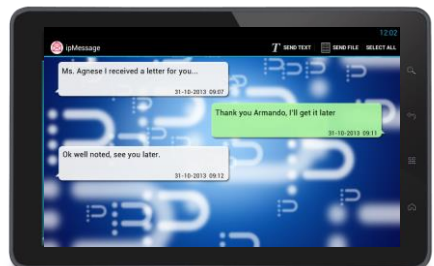 12:02
ipMessage
T SEND TEXT SEND FILE SELECT ALL
Ms. Agnese I received a letter for you...
31-10-2013 09:07
Thank you Armando, I'll get it later
31-10-2013 09:11
Ok well noted, see you later.
31-10-2013 09:12